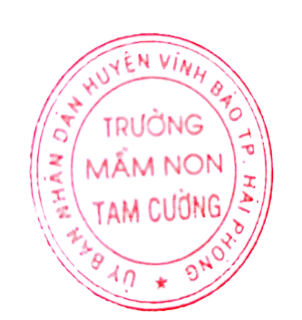 ỦY BAN NHÂN DÂN HUYỆN VĨNH BẢO TP. HẢI PHÒNG
TRƯỜNG
MẦM NON
TAM CƯỜNG
★